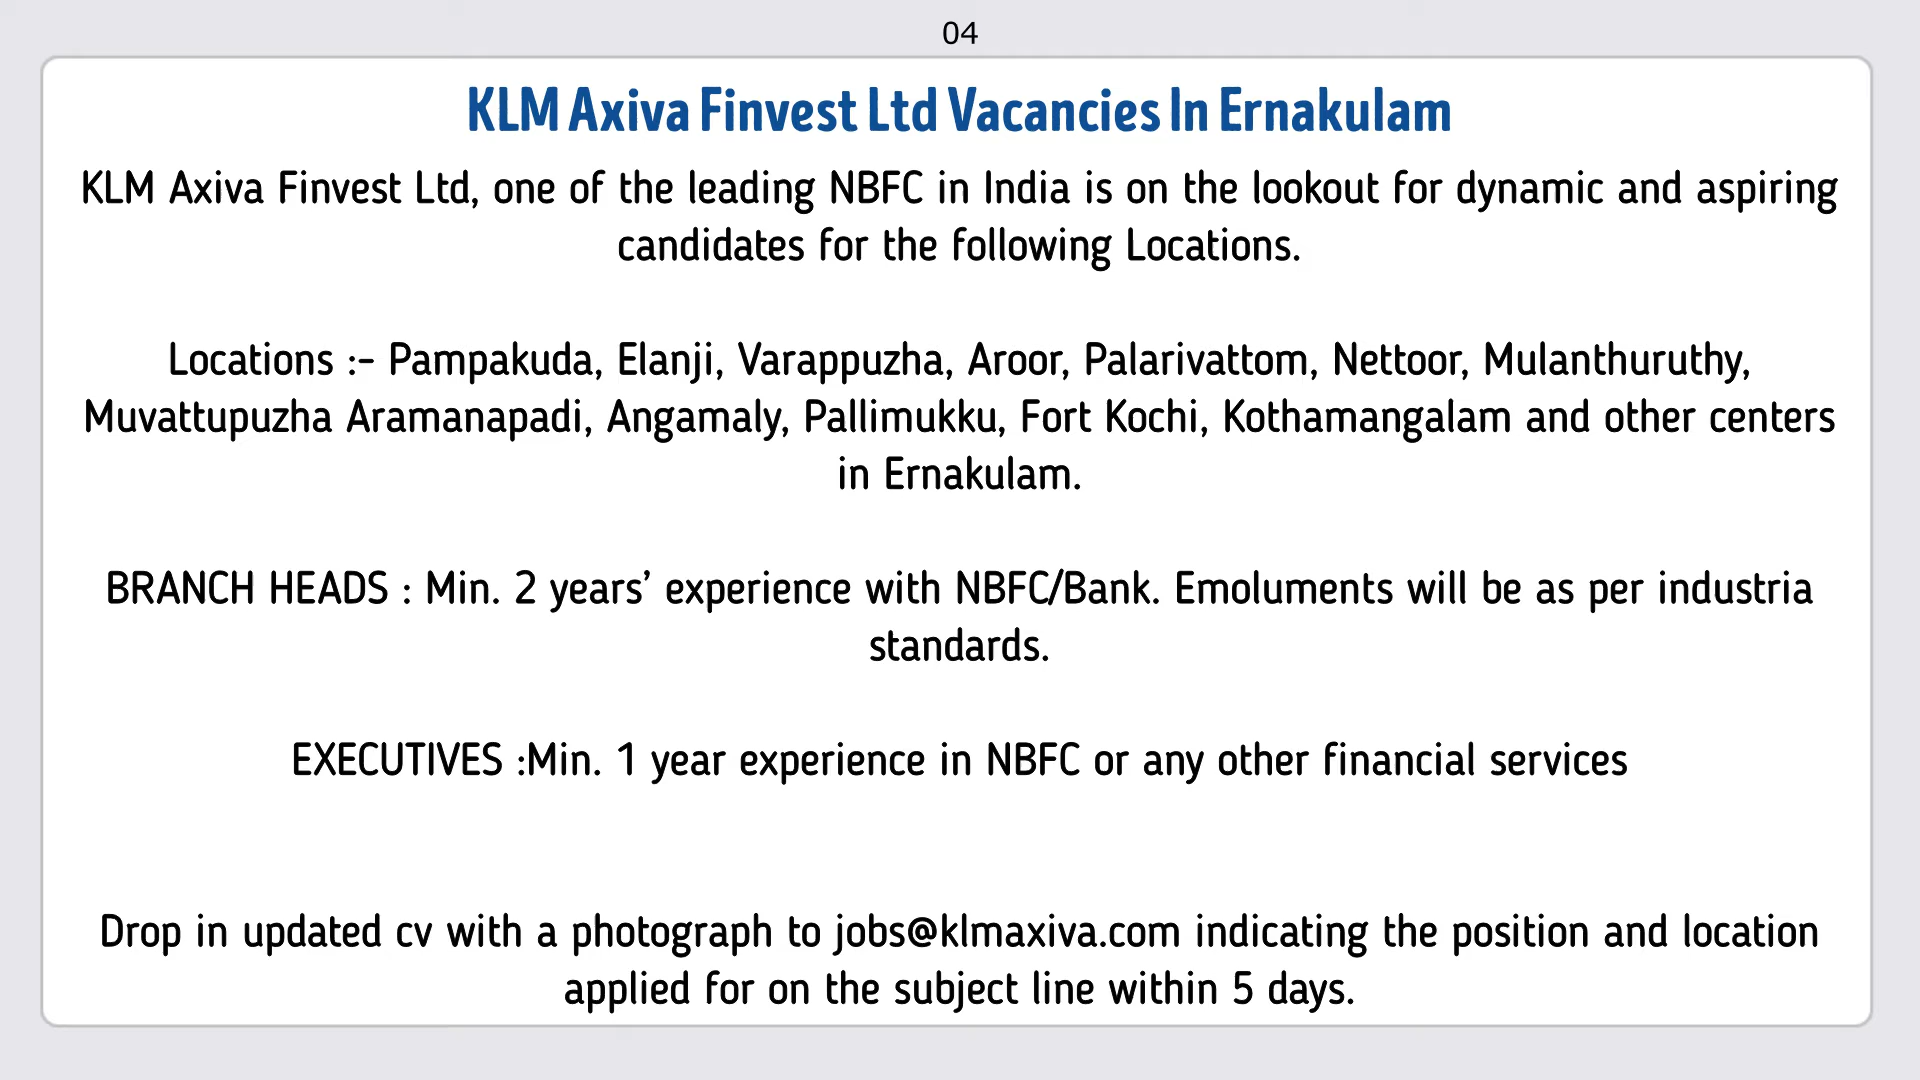 04
KLM Axiva Finvest Ltd Vacancies In Ernakulam
KLM Axiva Finvest Ltd, one of the leading NBFC in India is on the lookout for dynamic and aspiring
candidates for the following Locations.
Locations :- Pampakuda, Elanji, Varappuzha, Aroor, Palarivattom, Nettoor, Mulanthuruthy,
Muvattupuzha Aramanapadi, Angamaly, Pallimukku, Fort Kochi, Kothamangalam and other centers
in Ernakulam.
BRANCH HEADS : Min. 2 years’ experience with NBFC/Bank. Emoluments will be as per industria
standards.
EXECUTIVES :Min. 1 year experience in NBFC or any other financial services
Drop in updated cv with a photograph to jobs@klmaxiva.com indicating the position and location
applied for on the subject line within 5 days.